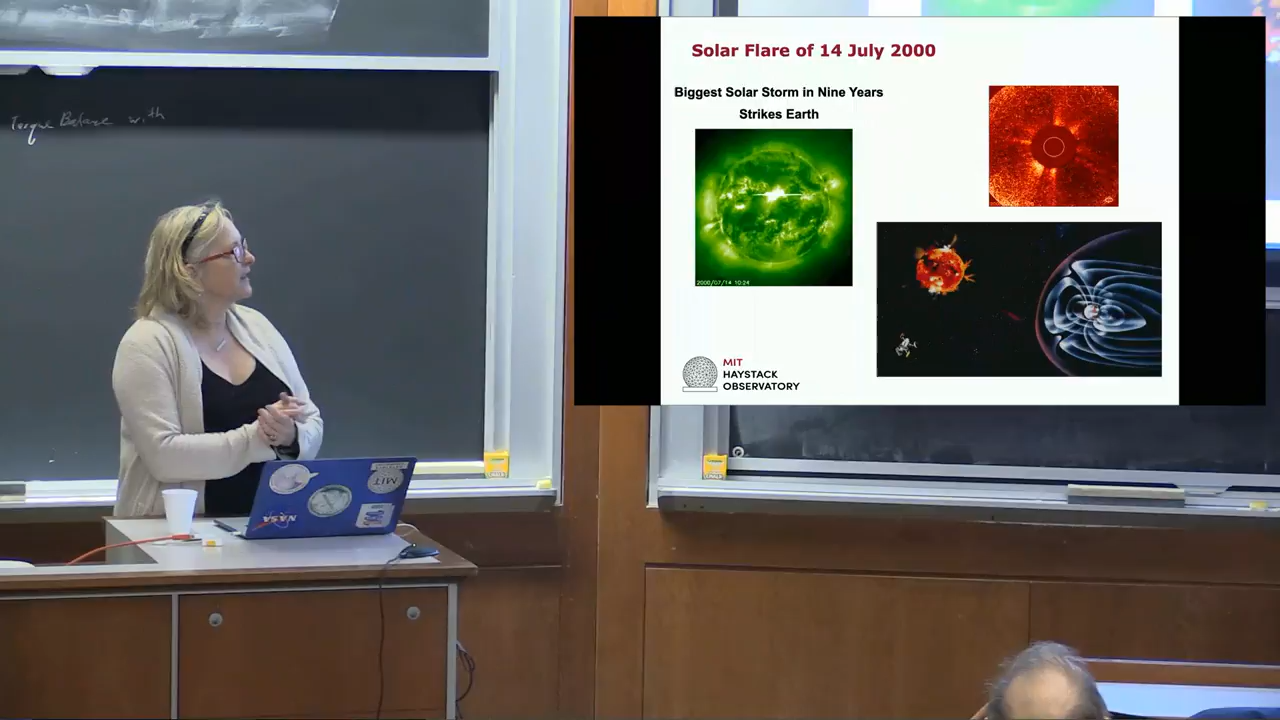 Torque Balance with
Solar Flare of 14 July 2000
Biggest Solar Storm in Nine Years
Strikes Earth
2000/07/14 10:24
MIT
HAYSTACK
OBSERVATORY
MIT
NASA